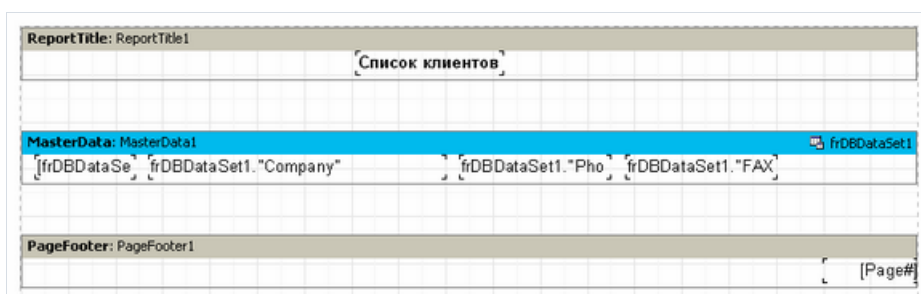 ReportTitle: ReportTitle1
Список клиентов
MasterData: MasterData1 frDBDataSet1
[frDBDataSe frDBDataSet1."Company" frDBDataSet1."Pho frDBDataSet1."FAX
PageFooter: PageFooter1
[Page#]